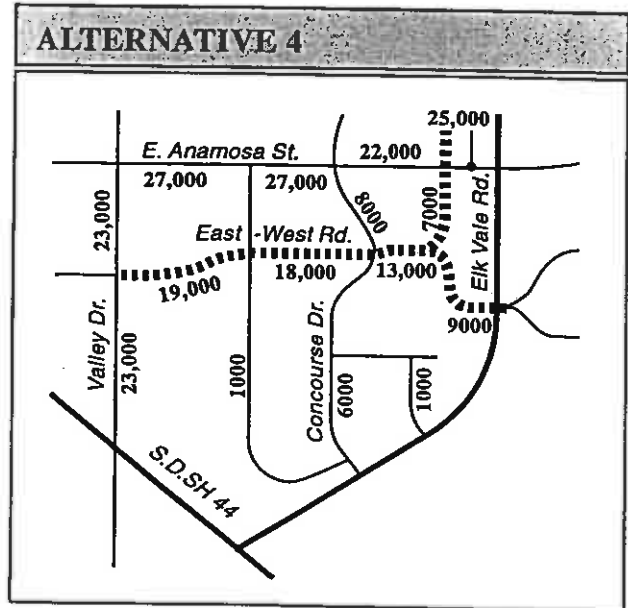 ALTERNATIVE 4
25,000
E. Anamosa St.
22,000
27,000
27,000
23,000
8000
7000
Elk Vale Rd.
East -West Rd.
19,000
18,000
13,000
9000
Valley Dr.
23,000
1000
Concourse Dr.
6000
1000
S.D.SH 44